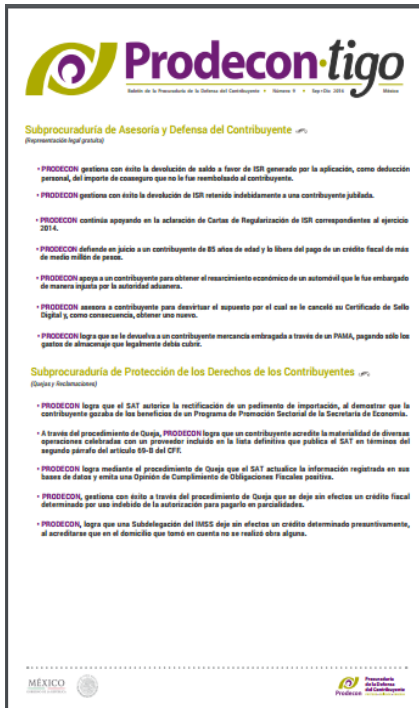 Prodecon·tigo
Boletín de la Procuraduría de la Defensa del Contribuyente • Número 9 • Sep•Dic 2016 México
Subprocuraduría de Asesoría y Defensa del Contribuyente
(Representación legal gratuita)
• PRODECON gestiona con éxito la devolución de saldo a favor de ISR generado por la aplicación, como deducción
personal, del importe de coaseguro que no le fue reembolsado al contribuyente.
• PRODECON gestiona con éxito la devolución de ISR retenido indebidamente a una contribuyente jubilada.
• PRODECON continúa apoyando en la aclaración de Cartas de Regularización de ISR correspondientes al ejercicio
2014.
• PRODECON defiende en juicio a un contribuyente de 85 años de edad y lo libera del pago de un crédito fiscal de más
de medio millón de pesos.
• PRODECON apoya a un contribuyente para obtener el resarcimiento económico de un automóvil que le fue embargado
de manera injusta por la autoridad aduanera.
• PRODECON asesora a contribuyente para desvirtuar el supuesto por el cual se le canceló su Certificado de Sello
Digital y, como consecuencia, obtener uno nuevo.
• PRODECON logra que se le devuelva a un contribuyente mercancía embragada a través de un PAMA, pagando sólo los
gastos de almacenaje que legalmente debía cubrir.
Subprocuraduría de Protección de los Derechos de los Contribuyentes
(Quejas y Reclamaciones)
• PRODECON logra que el SAT autorice la rectificación de un pedimento de importación, al demostrar que la
contribuyente gozaba de los beneficios de un Programa de Promoción Sectorial de la Secretaría de Economía.
• A través del procedimiento de Queja, PRODECON logra que un contribuyente acredite la materialidad de diversas
operaciones celebradas con un proveedor incluido en la lista definitiva que publica el SAT en términos del
segundo párrafo del artículo 69-B del CFF.
• PRODECON logra mediante el procedimiento de Queja que el SAT actualice la información registrada en sus
bases de datos y emita una Opinión de Cumplimiento de Obligaciones Fiscales positiva.
• PRODECON, gestiona con éxito a través del procedimiento de Queja que se deje sin efectos un crédito fiscal
determinado por uso indebido de la autorización para pagarlo en parcialidades.
• PRODECON, logra que una Subdelegación del IMSS deje sin efectos un crédito determinado presuntivamente,
al acreditarse que en el domicilio que tomó en cuenta no se realizó obra alguna.
MÉXICO
Prodecon
Procuraduría
de la Defensa
del Contribuyente